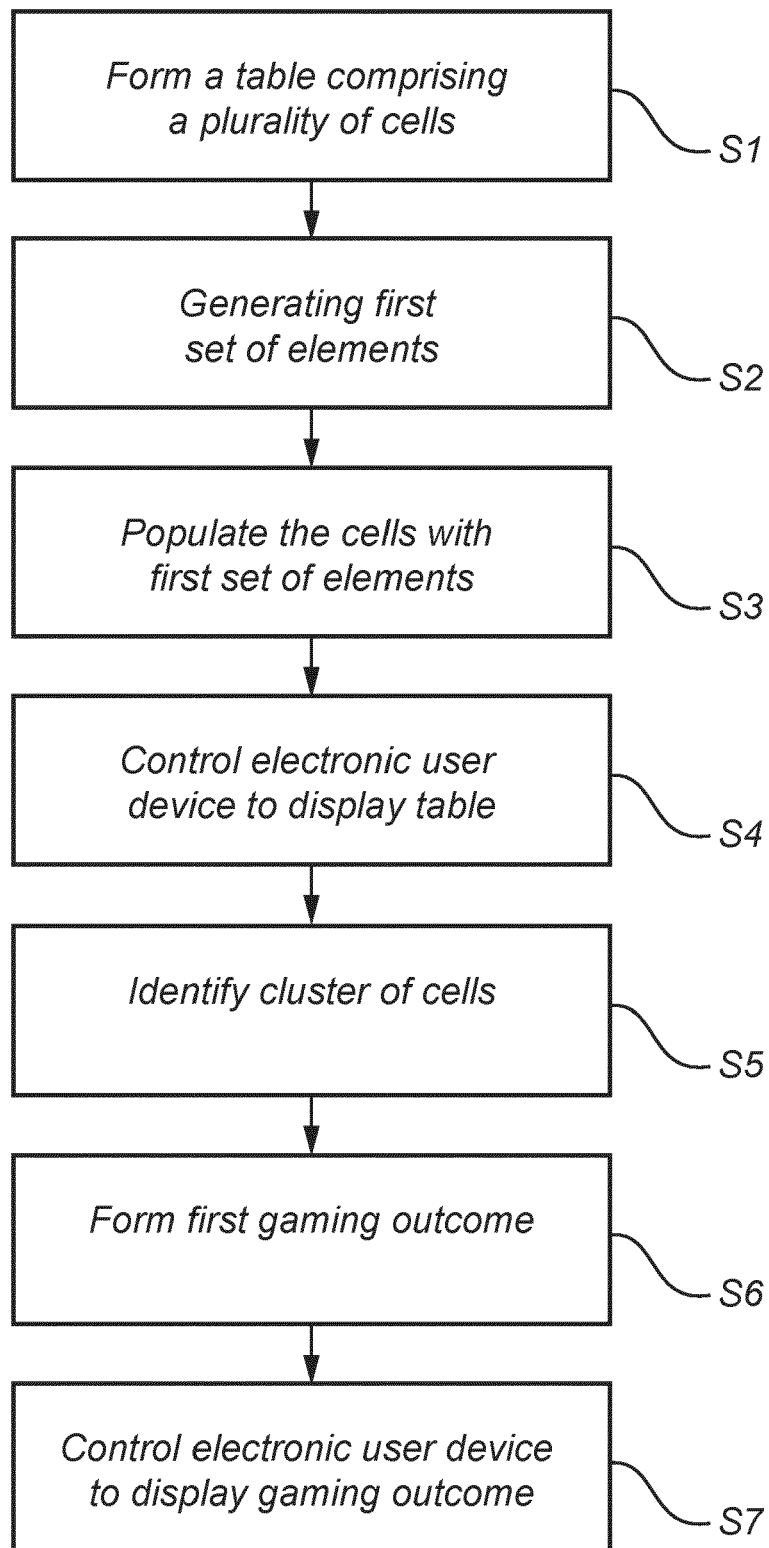 Form a table comprising
a plurality of cells
S1
Generating first
set of elements
S2
Populate the cells with
first set of elements
S3
Control electronic user
device to display table
S4
Identify cluster of cells
S5
Form first gaming outcome
S6
Control electronic user device
to display gaming outcome
S7